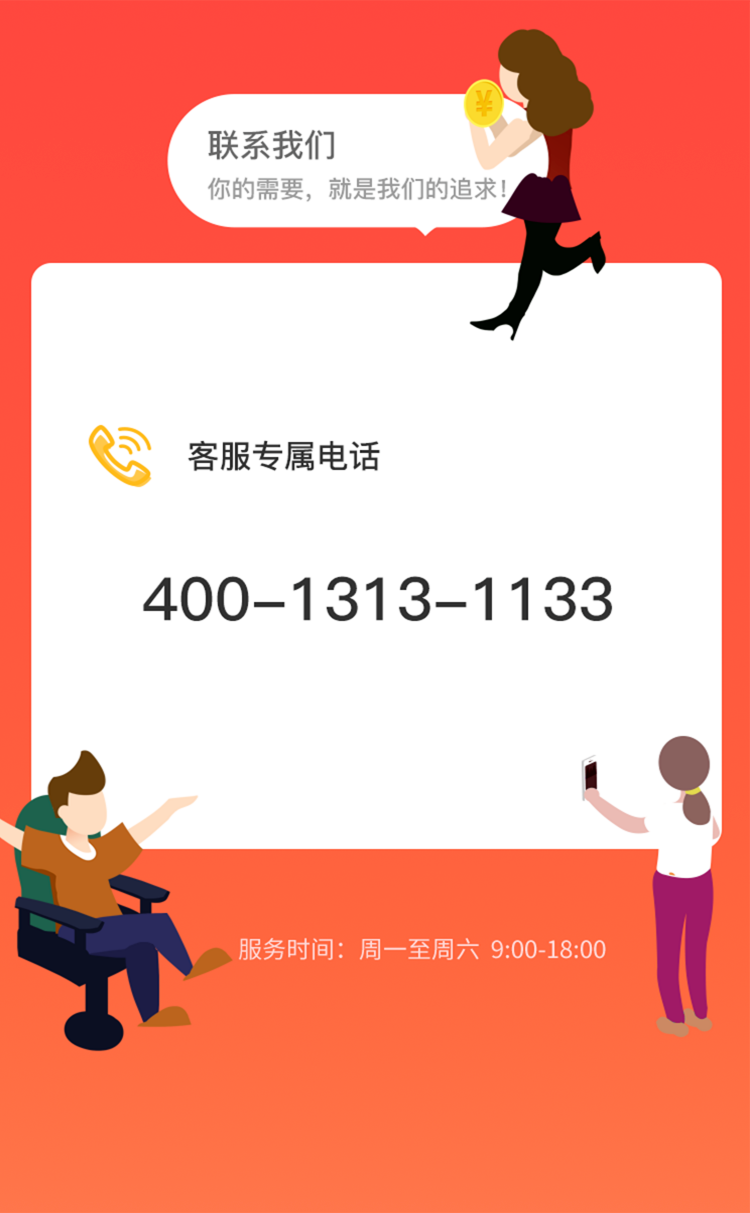 联系我们
你的需要，就是我们的追求！
客服专属电话
400-1313-1133
服务时间：周一至周六 9:00-18:00